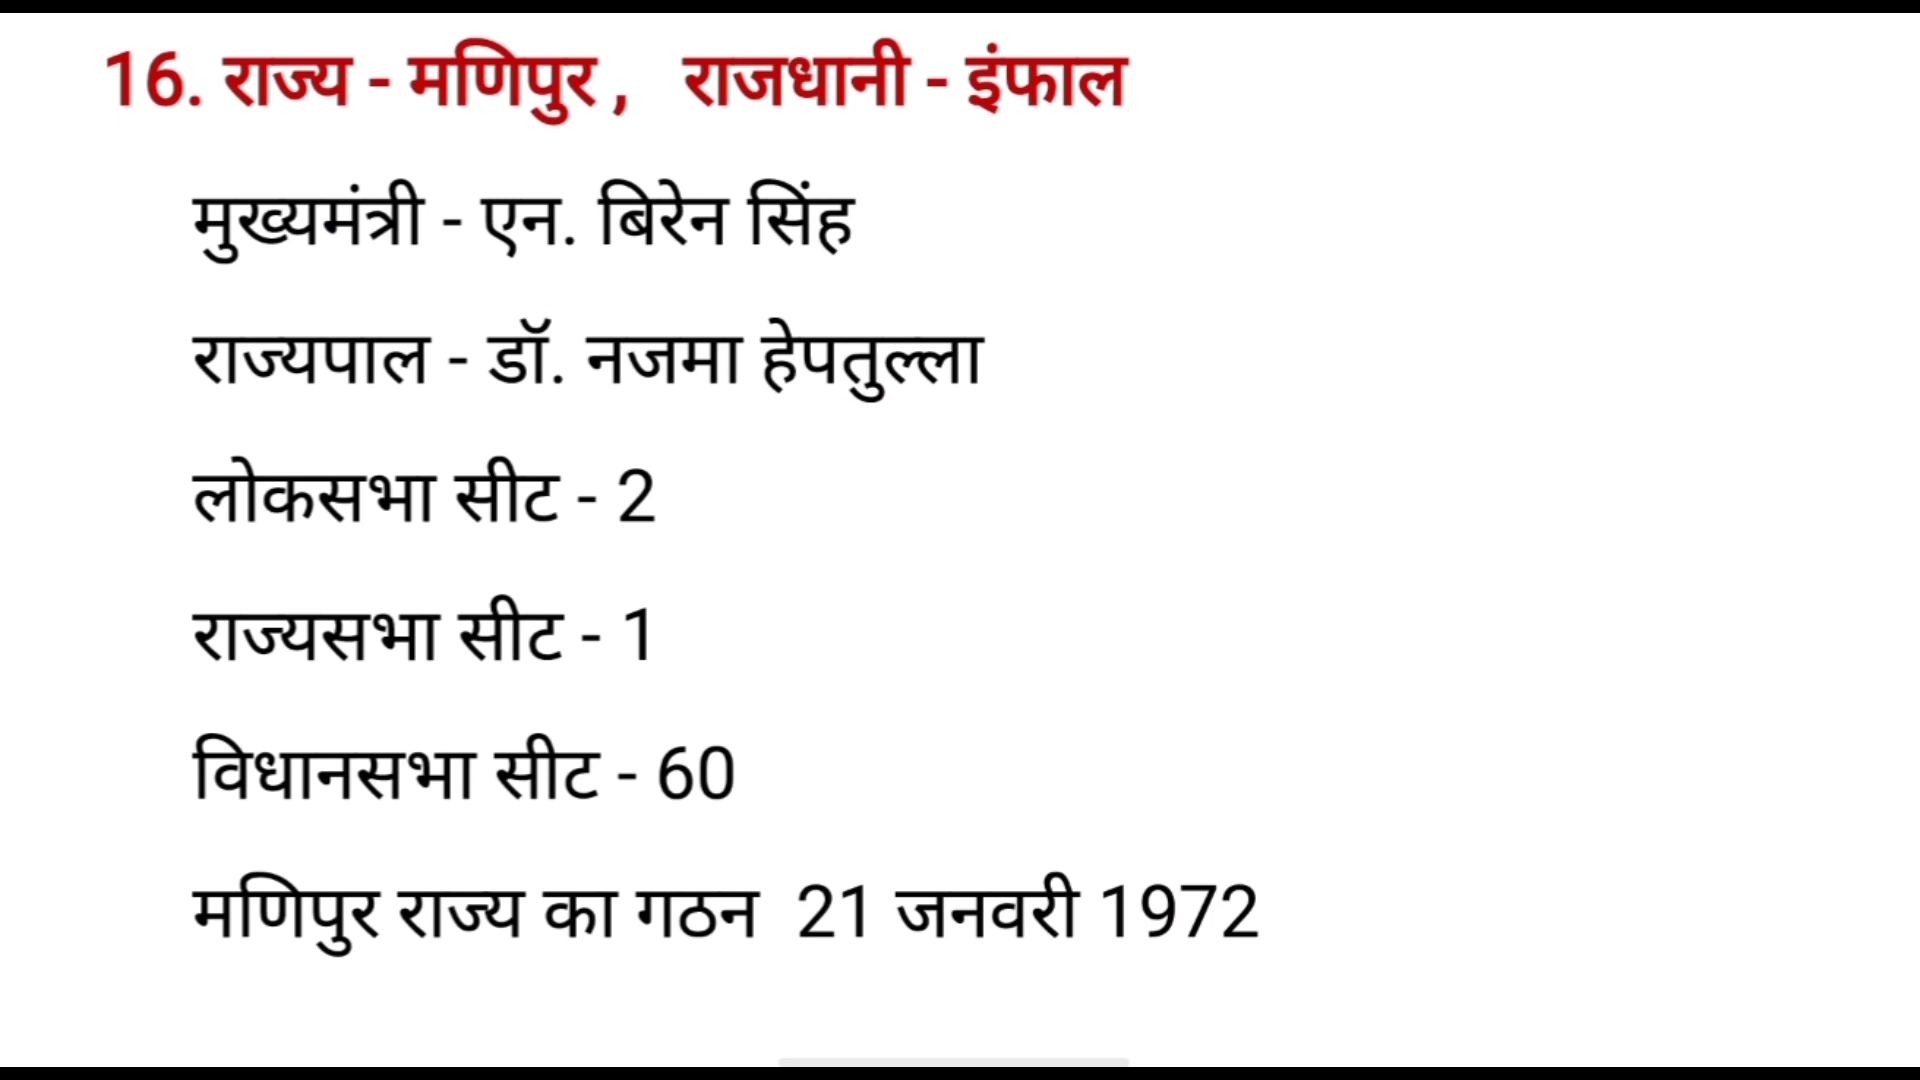 16. राज्य - मणिपुर , राजधानी - इंफाल
मुख्यमंत्री - एन. बिरेन सिंह
राज्यपाल - डॉ. नजमा हेपतुल्ला
लोकसभा सीट - 2
राज्यसभा सीट - 1
विधानसभा सीट - 60
मणिपुर राज्य का गठन 21 जनवरी 1972